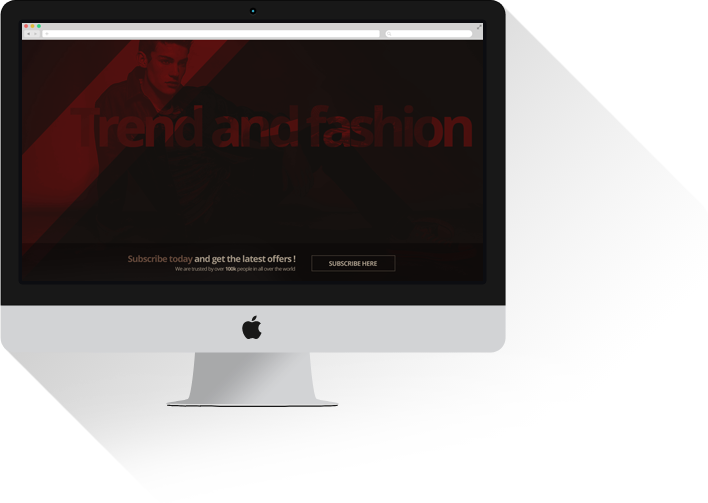 Trend and fashion
Subscribe today and get the latest offers !
We are trusted by over 100k people in all over the world
SUBSCRIBE HERE